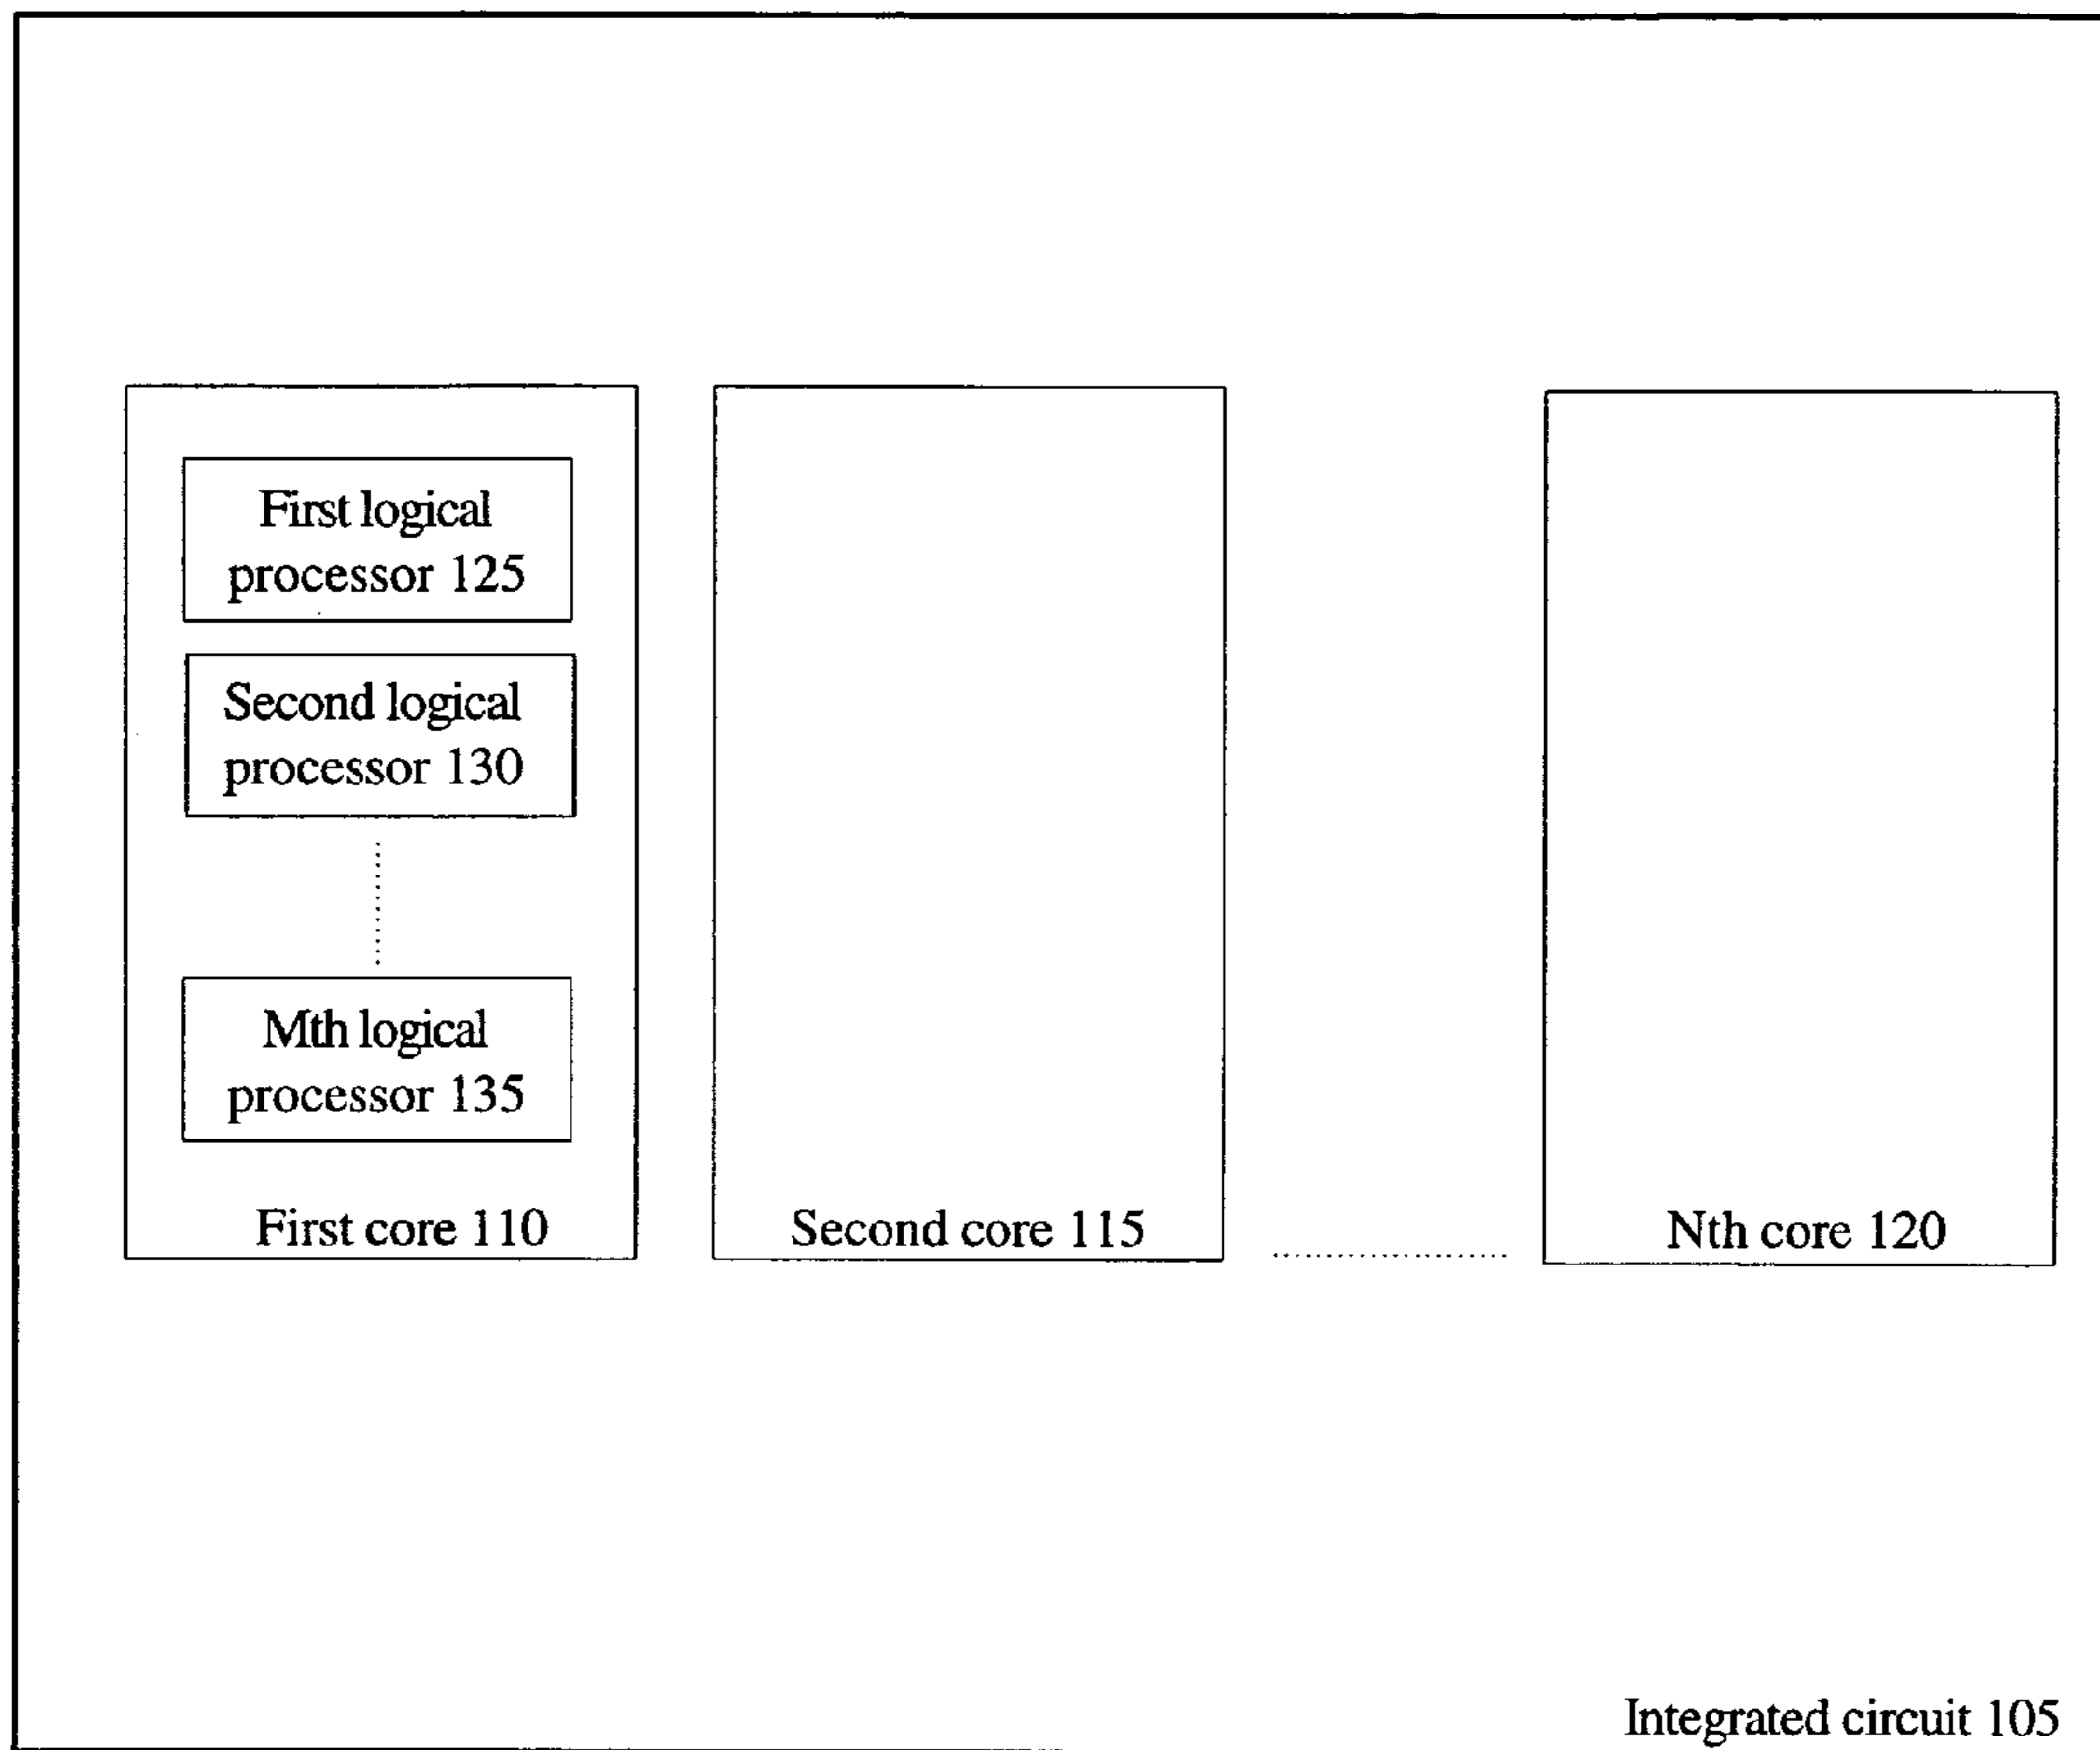 First logical
processor 125
Second logical
processor 130
Mth logical
processor 135
First core 110
Second core 115
Nth core 120
Integrated circuit 105